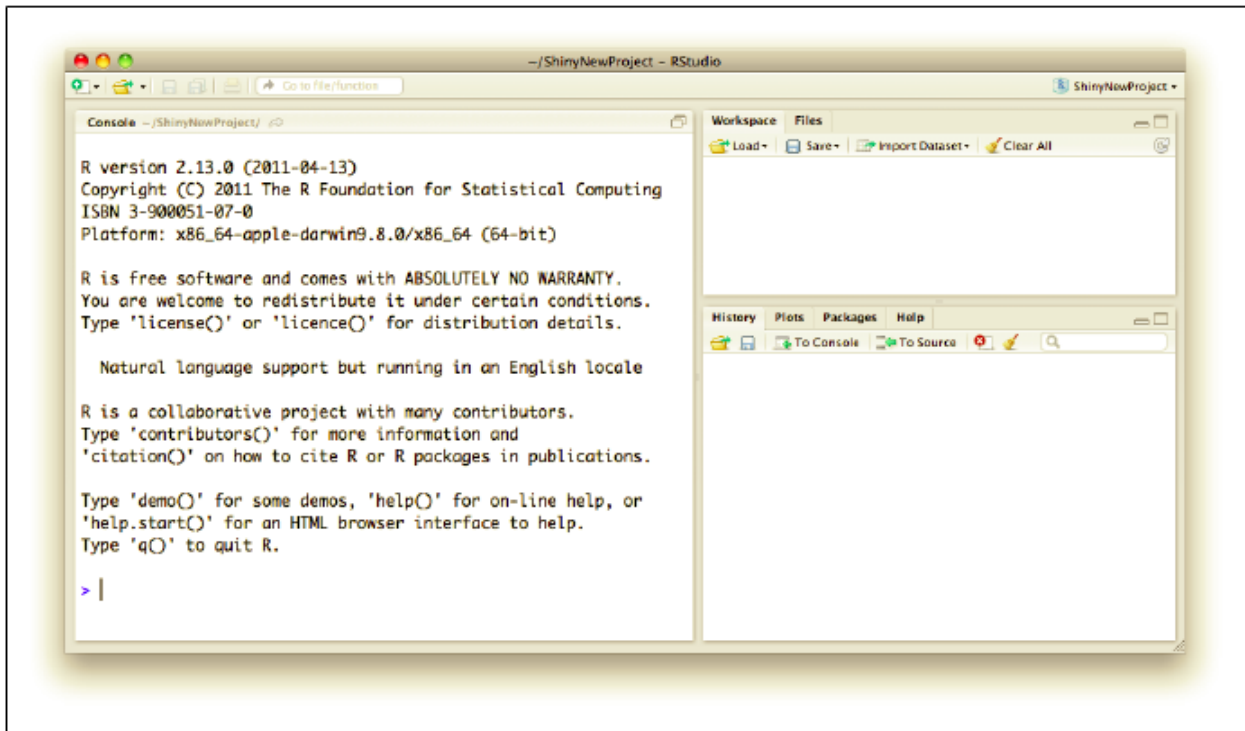 ~/ShinyNewProject – RStudio
Go to file/function
ShinyNewProject
Console ~/ShinyNewProject/
R version 2.13.0 (2011-04-13)
Copyright (C) 2011 The R Foundation for Statistical Computing
ISBN 3-900051-07-0
Platform: x86_64-apple-darwin9.8.0/x86_64 (64-bit)
R is free software and comes with ABSOLUTELY NO WARRANTY.
You are welcome to redistribute it under certain conditions.
Type 'license()' or 'licence()' for distribution details.
Natural language support but running in an English locale
R is a collaborative project with many contributors.
Type 'contributors()' for more information and
'citation()' on how to cite R or R packages in publications.
Type 'demo()' for some demos, 'help()' for on-line help, or
'help.start()' for an HTML browser interface to help.
Type 'q()' to quit R.
>
Workspace Files
Load Save Import Dataset Clear All
History Plots Packages Help
To Console To Source